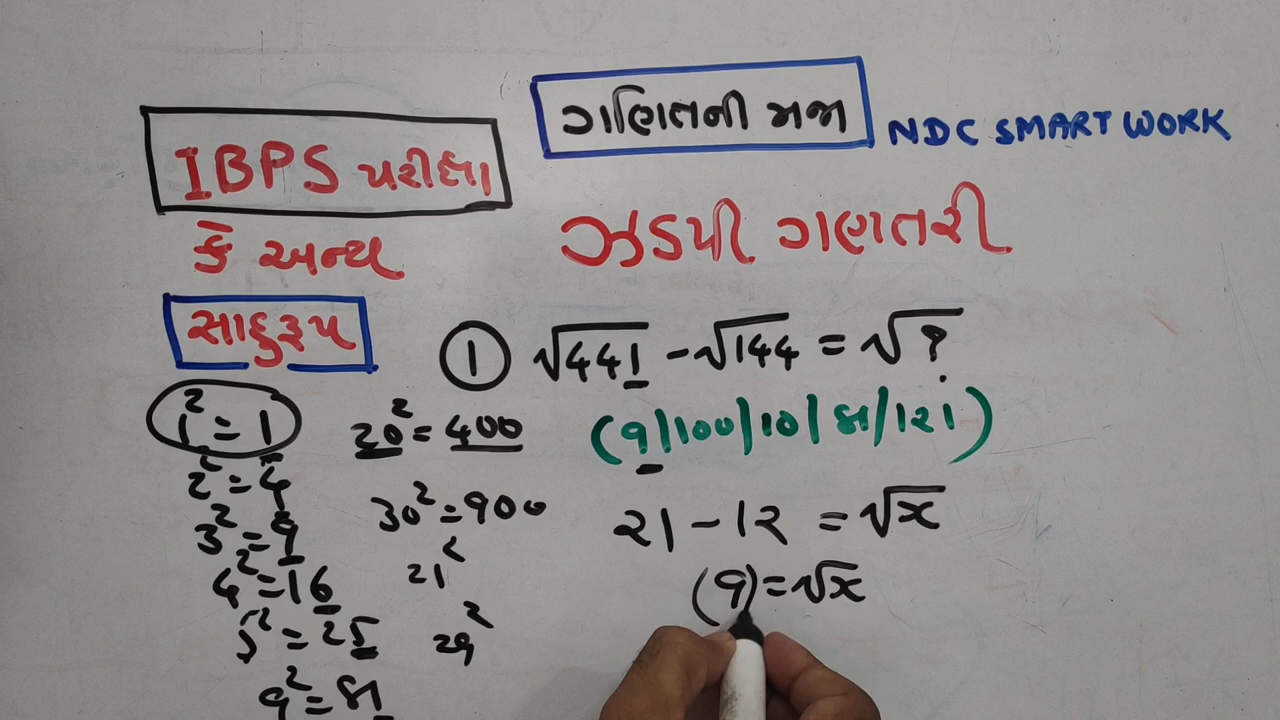 ગણિતની મજા NDC SMART WORK
IBPS પરીક્ષા
કે અન્ય
ઝડપી ગણતરી
સાદુરૂપ
① √441 - √144 = √?
(9/100/10/81/121)
21 - 12 = √x
(9) = √x
1² = 1
2² = 4
3² = 9
4² = 16
5² = 25
9² = 81
20² = 400
30² = 900
21²
29²